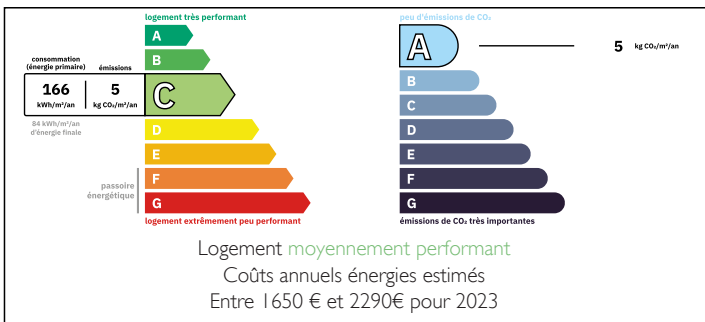 logement très performant
A
B
consommation
(énergie primaire)
émissions
166
kWh/m²/an
5
kg CO₂/m²/an
C
84 kWh/m²/an
d'énergie finale
D
E
passoire
énergétique
F
G
logement extrêmement peu performant
peu d'émissions de CO₂
A
5 kg CO₂/m²/an
B
C
D
E
F
G
émissions de CO₂ très importantes
Logement moyennement performant
Coûts annuels énergies estimés
Entre 1650 € et 2290€ pour 2023